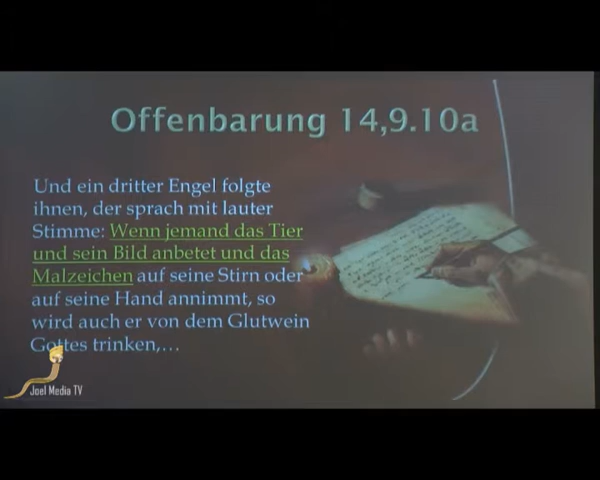 Offenbarung 14,9.10a
Und ein dritter Engel folgte
ihnen, der sprach mit lauter
Stimme: Wenn jemand das Tier
und sein Bild anbetet und das
Malzeichen auf seine Stirn oder
auf seine Hand annimmt, so
wird auch er von dem Glutwein
Gottes trinken,…
Joel Media TV